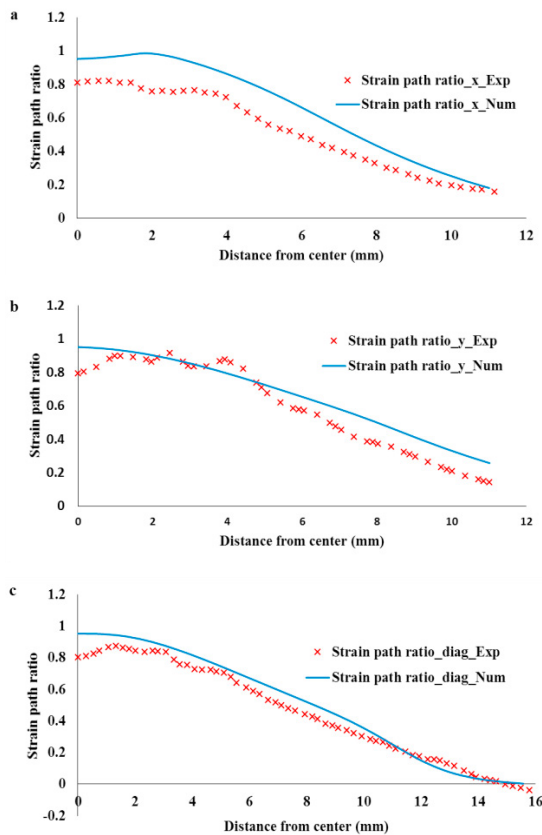 a
1.2
1
0.8
0.6
0.4
0.2
0
Strain path ratio
Strain path ratio_x_Exp
Strain path ratio_x_Num
0 2 4 6 8 10 12
Distance from center (mm)
b
1.2
1
0.8
0.6
0.4
0.2
0
Strain path ratio
Strain path ratio_y_Exp
Strain path ratio_y_Num
0 2 4 6 8 10 12
Distance from center (mm)
c
1.2
1
0.8
0.6
0.4
0.2
0
-0.2
Strain path ratio
Strain path ratio_diag_Exp
Strain path ratio_diag_Num
0 2 4 6 8 10 12 14 16
Distance from center (mm)